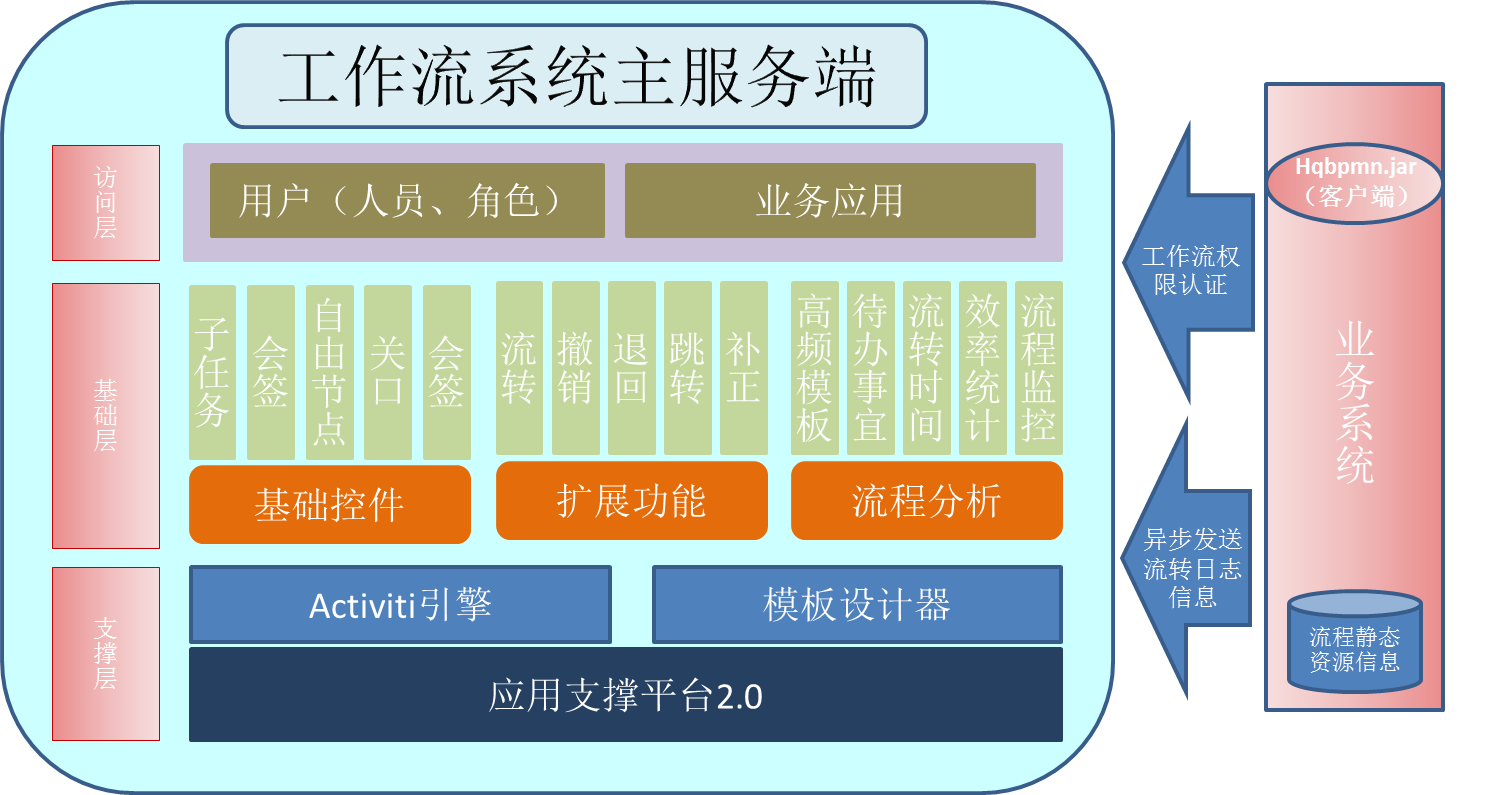 工作流系统主服务端
访问层
用户（人员、角色）
业务应用
基础层
子任务
会签
自由节点
关口
会签
流转
撤销
退回
跳转
补正
高频模板
待办事宜
流转时间
效率统计
流程监控
基础控件
扩展功能
流程分析
支撑层
Activiti引擎
模板设计器
应用支撑平台2.0
工作流权
限认证
异步发送
流转日志
信息
Hqbpmn.jar
（客户端）
业务系统
流程静态
资源信息